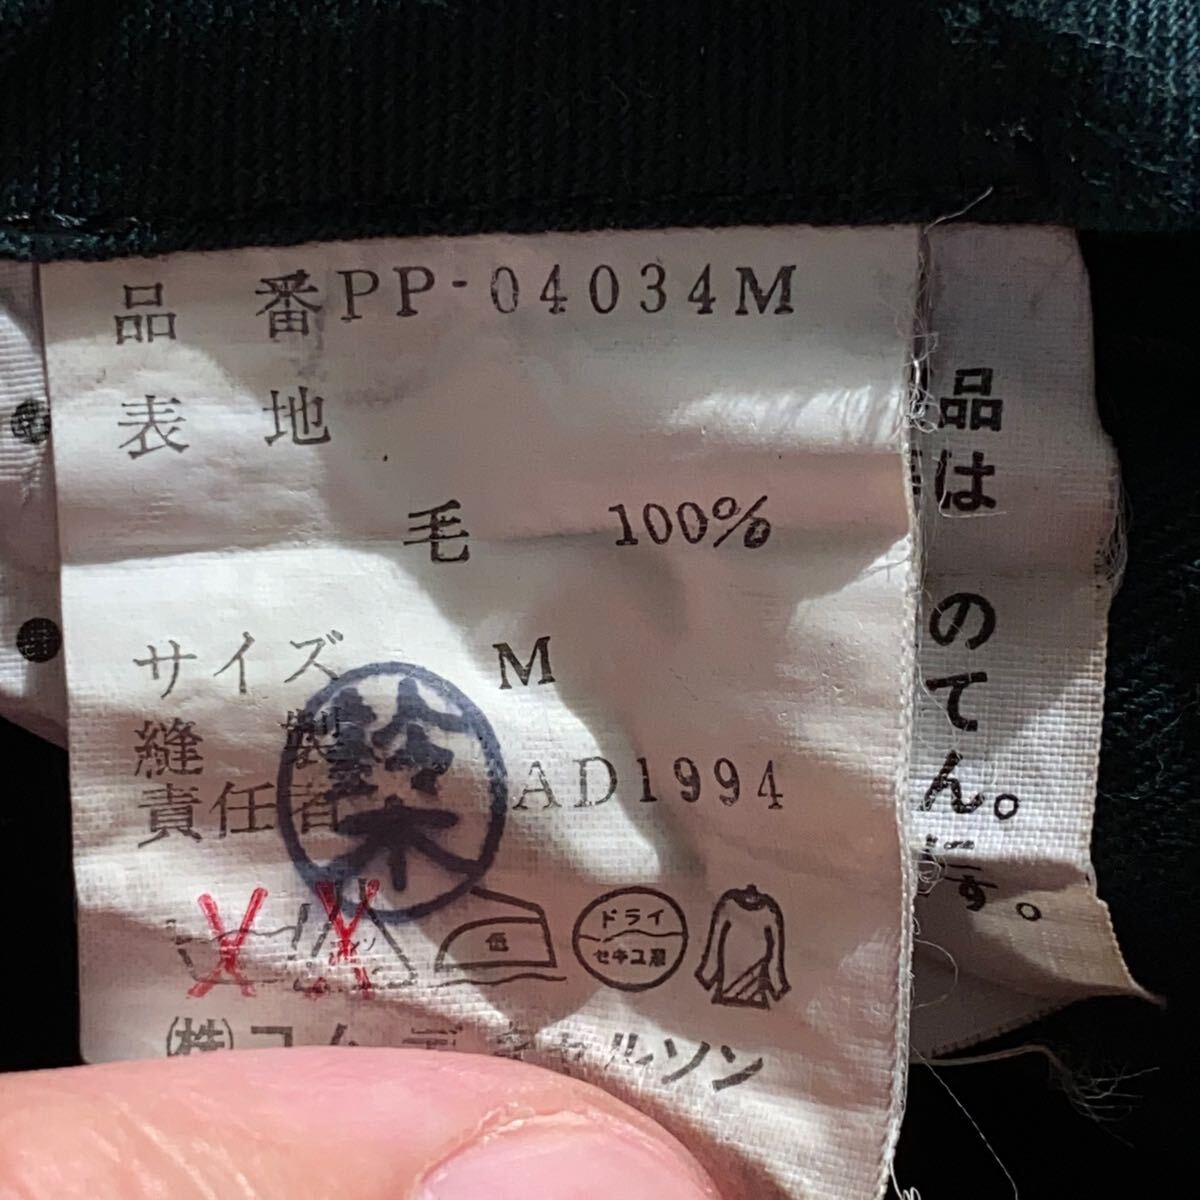 品 番 PP-04034M
表 地
毛 100%
サイズ M
縫 製
責任者 AD1994
鈴木
低
ドライ
セキユ系
(株)コム デ ギャルソン
品は
のてん。
す。